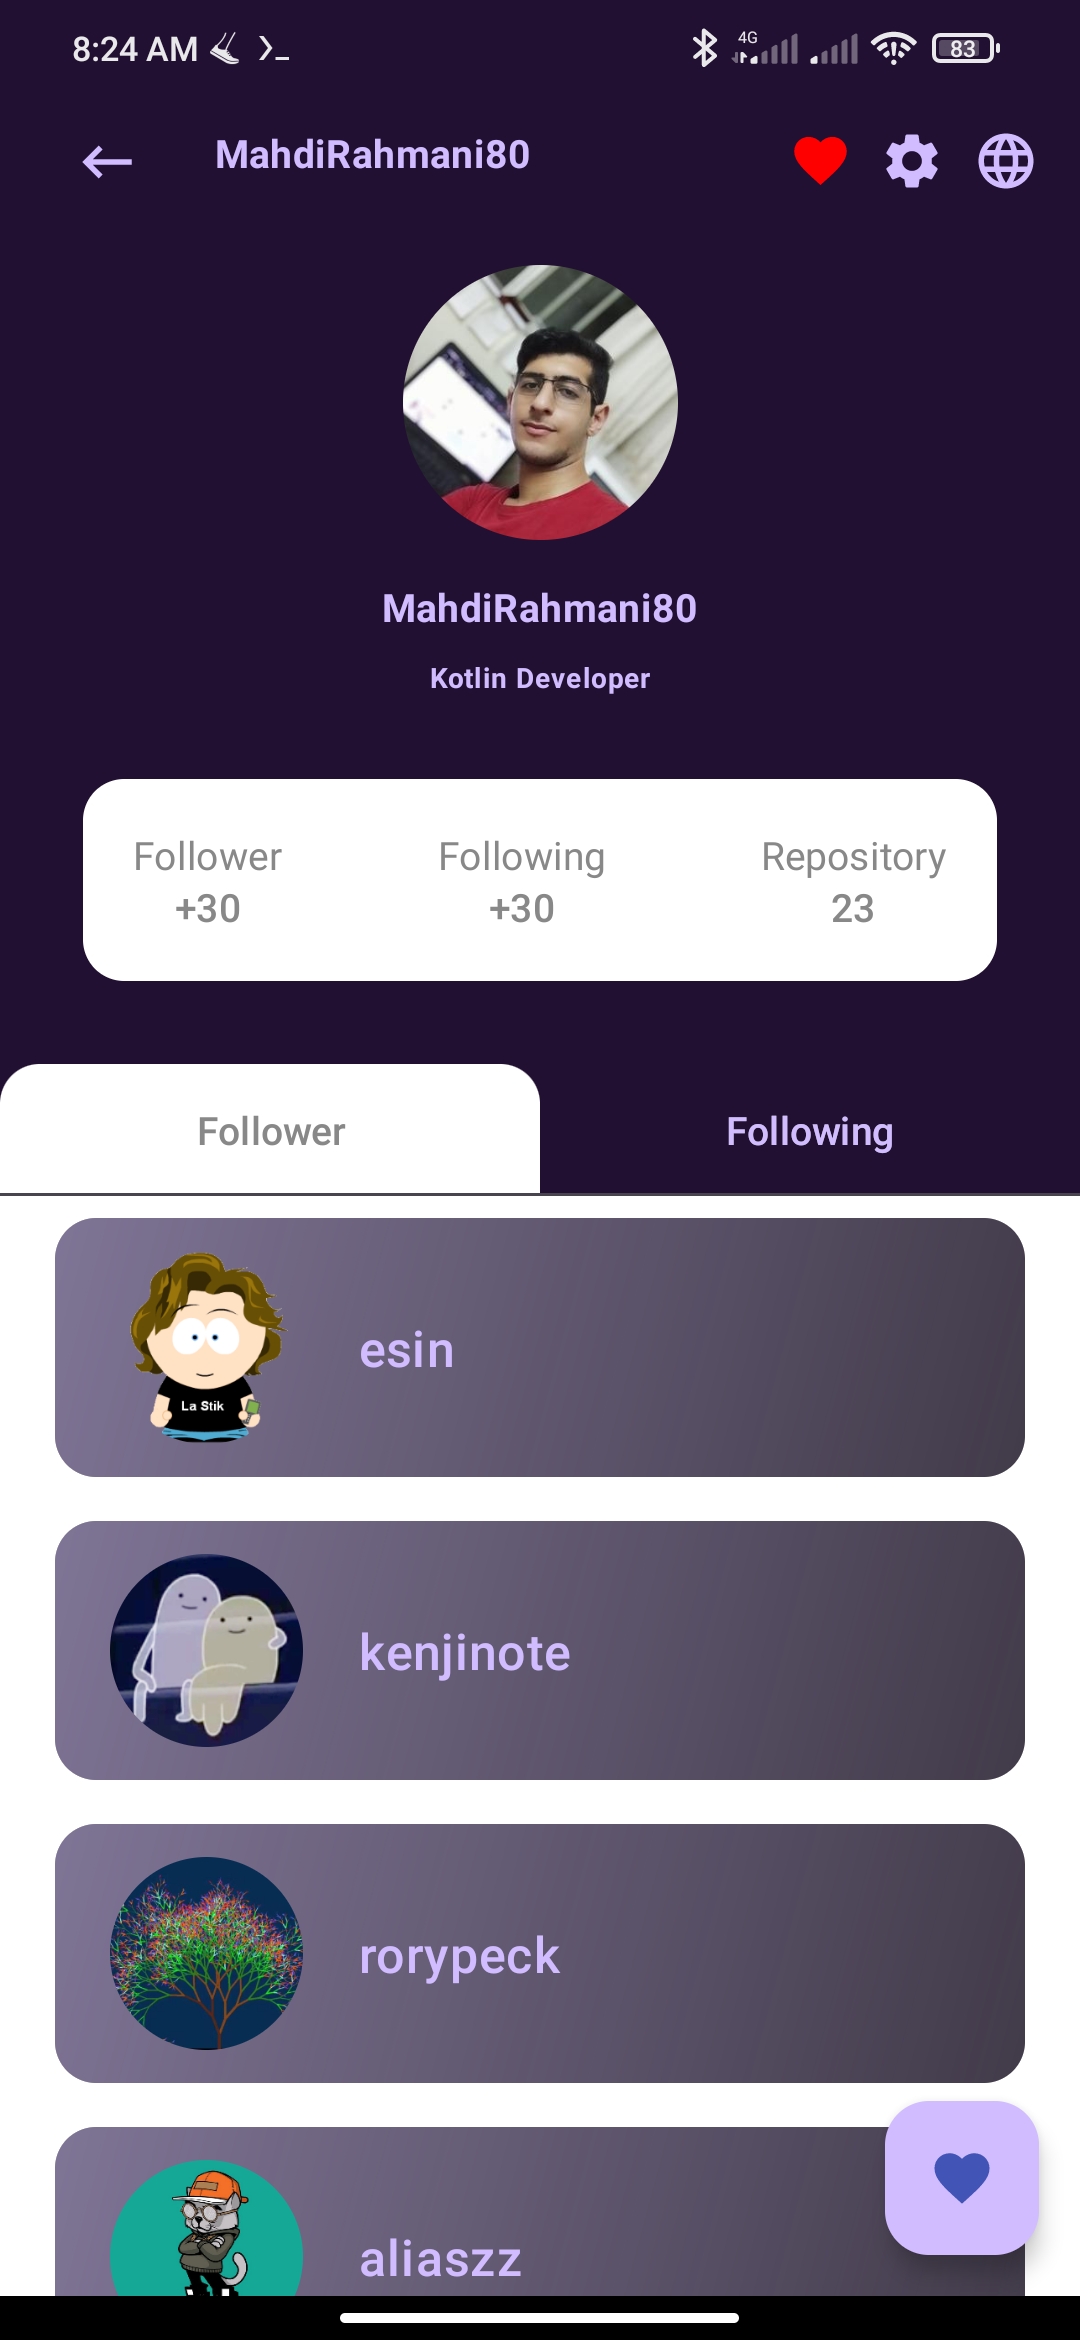 8:24 AM
4G
83
MahdiRahmani80
MahdiRahmani80
Kotlin Developer
Follower Following Repository
+30 +30 23
Follower Following
La Stik
esin
kenjinote
rorypeck
aliaszz